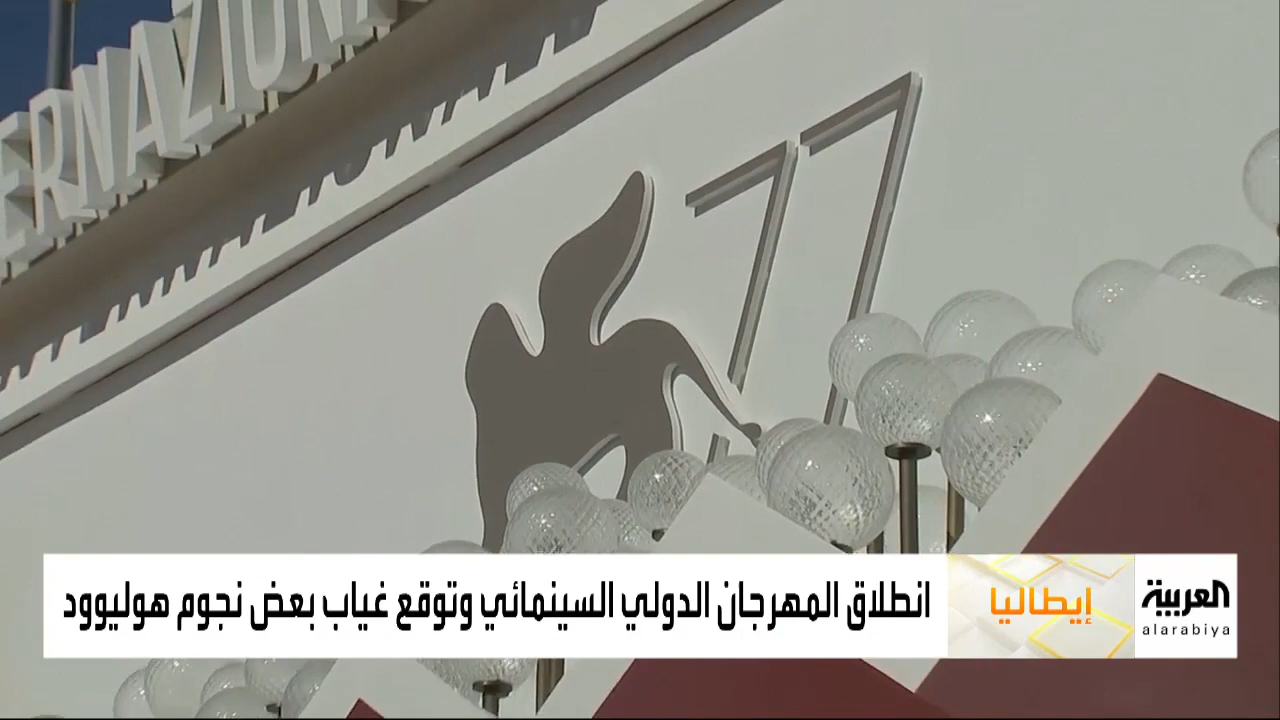 ERNAZIONA
77
انطلاق المهرجان الدولي السينمائي وتوقع غياب بعض نجوم هوليوود
إيطاليا
العربية
alarabiya